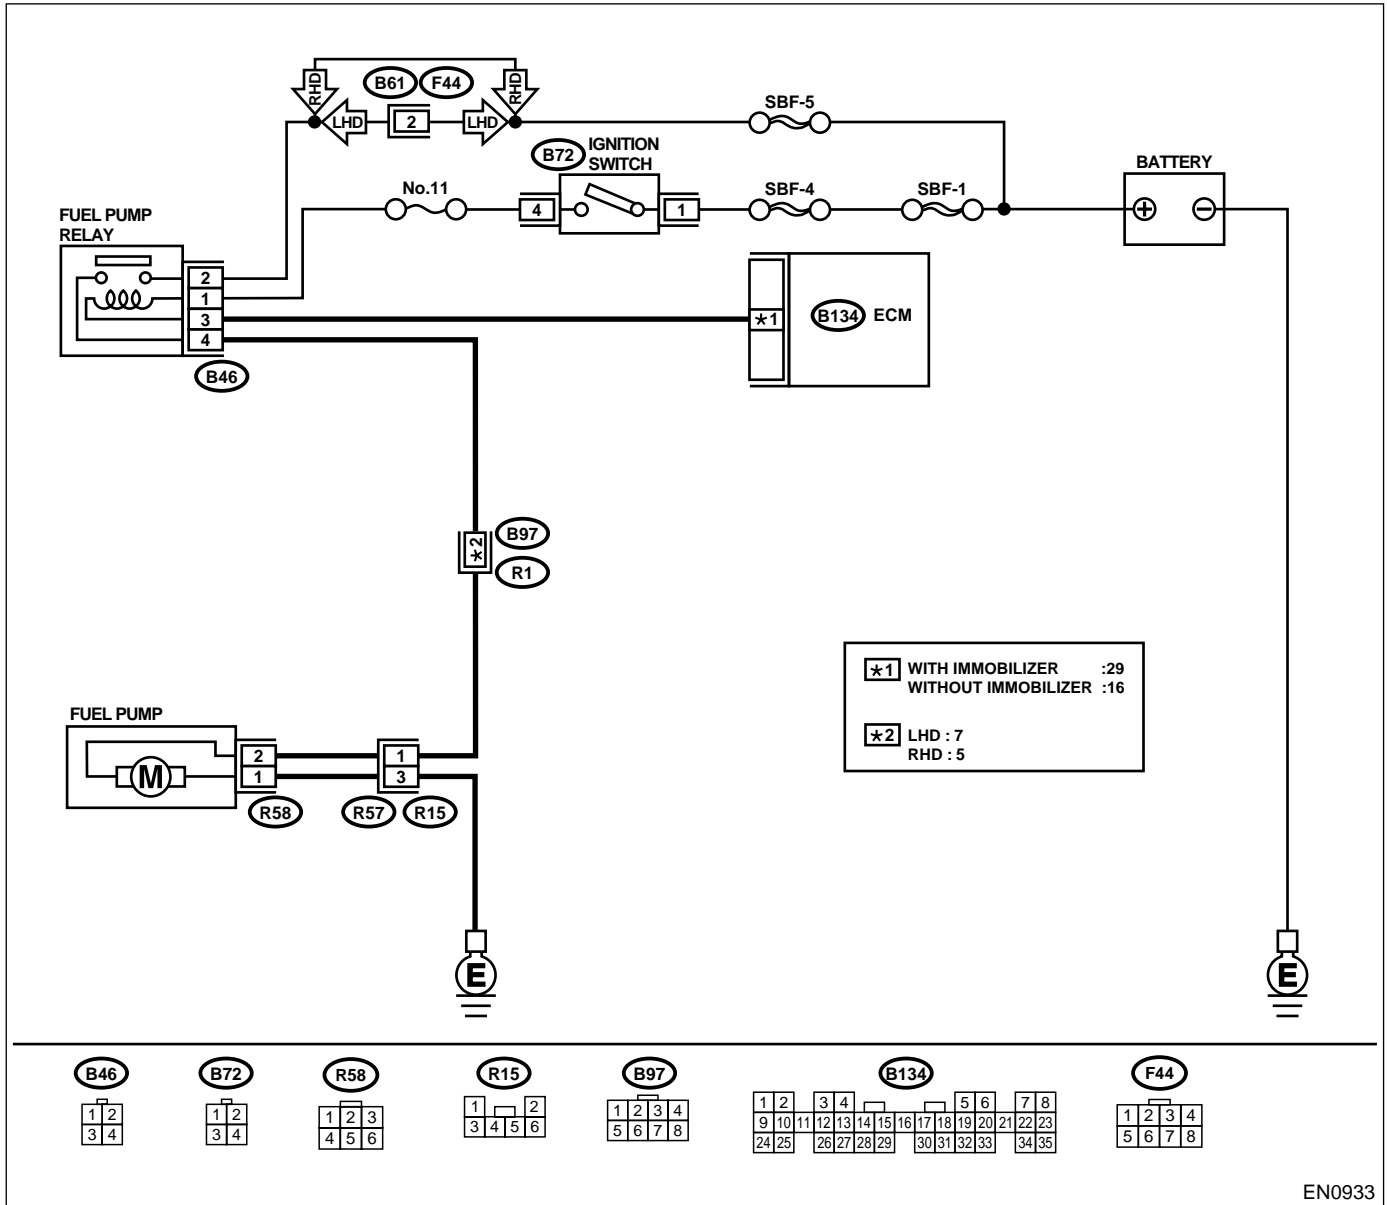 RHD
B61
F44
RHD
LHD
2
LHD
SBF-5
B72
IGNITION
SWITCH
BATTERY
No.11
4
1
SBF-4
SBF-1
+
−
FUEL PUMP
RELAY
2
1
3
4
B46
*1
B134
ECM
*2
B97
R1
*1 WITH IMMOBILIZER :29
WITHOUT IMMOBILIZER :16
*2 LHD : 7
RHD : 5
FUEL PUMP
M
2
1
1
3
R58
R57
R15
E
E
B46
B72
R58
R15
B97
B134
F44
1 2
3 4
1 2
3 4
1 2 3
4 5 6
1 2
3 4 5 6
1 2 3 4
5 6 7 8
1 2 3 4 5 6 7 8
9 10 11 12 13 14 15 16 17 18 19 20 21 22 23
24 25 26 27 28 29 30 31 32 33 34 35
1 2 3 4
5 6 7 8
EN0933